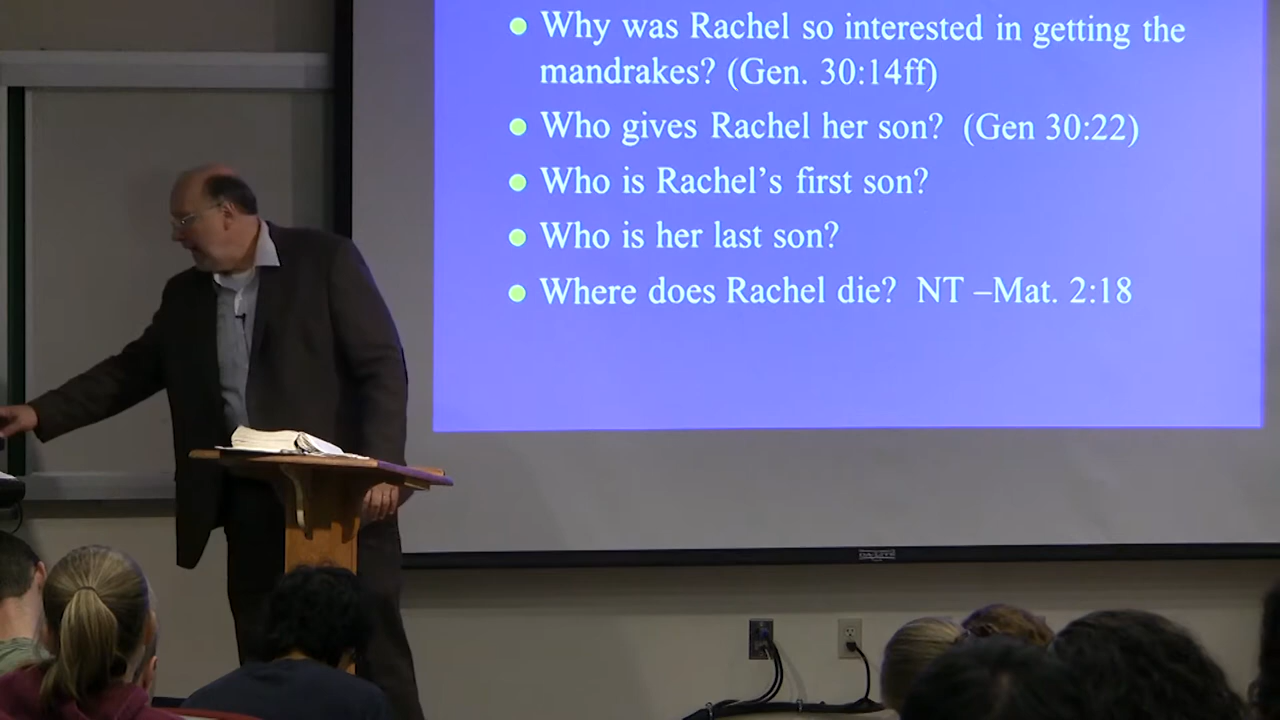 Why was Rachel so interested in getting the
mandrakes? (Gen. 30:14ff)
Who gives Rachel her son? (Gen 30:22)
Who is Rachel's first son?
Who is her last son?
Where does Rachel die? NT –Mat. 2:18
DA-LITE